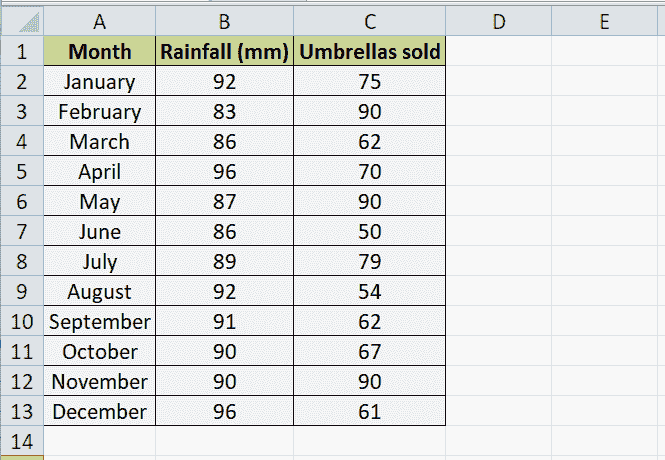 A B C D E
1 Month Rainfall (mm) Umbrellas sold
2 January 92 75
3 February 83 90
4 March 86 62
5 April 96 70
6 May 87 90
7 June 86 50
8 July 89 79
9 August 92 54
10 September 91 62
11 October 90 67
12 November 90 90
13 December 96 61
14